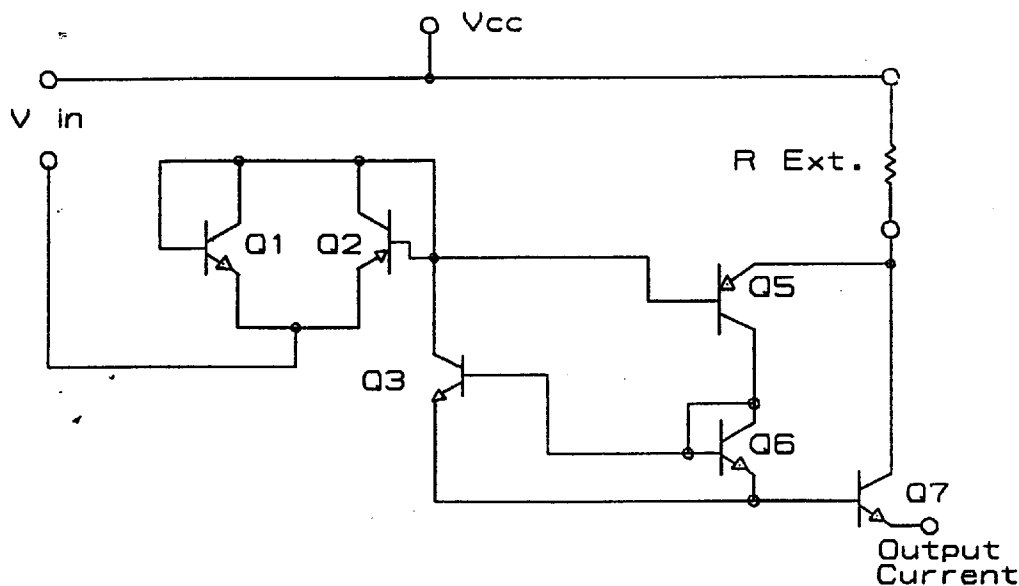 Vcc
V in
R Ext.
Q1
Q2
Q5
Q3
Q6
Q7
Output
Current